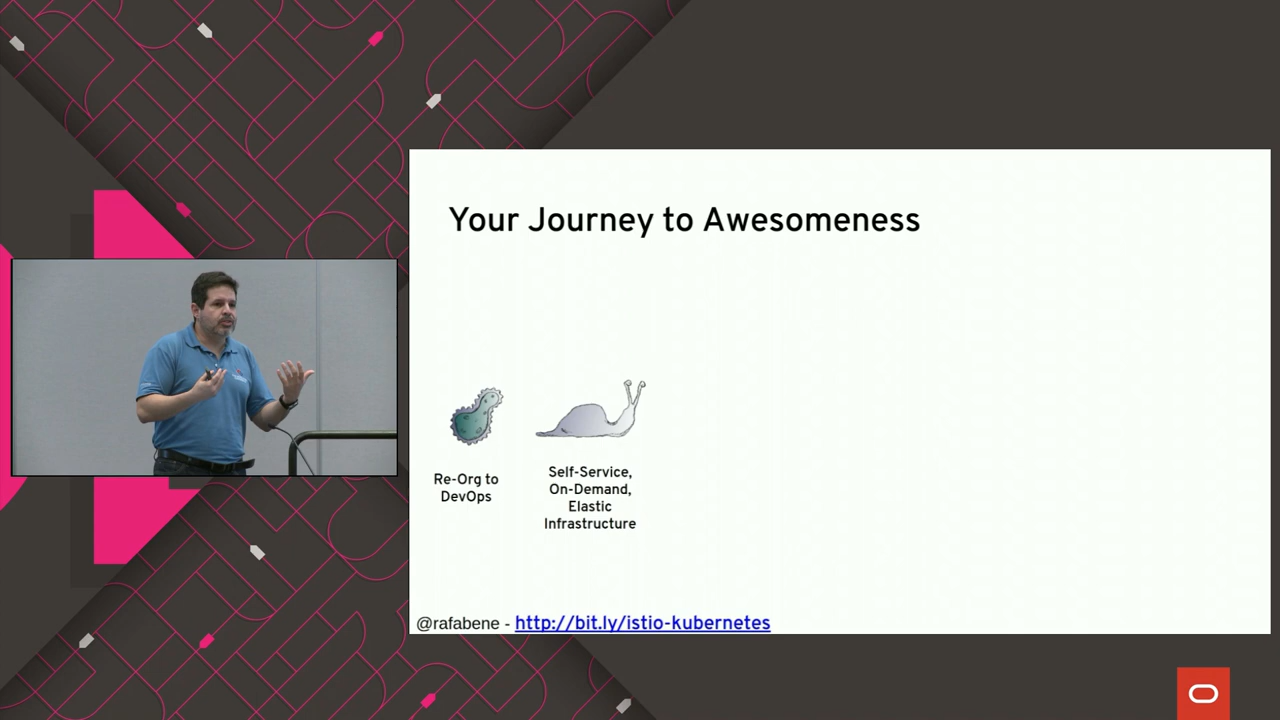 Your Journey to Awesomeness
Re-Org to
DevOps
Self-Service,
On-Demand,
Elastic
Infrastructure
@rafabene - http://bit.ly/istio-kubernetes